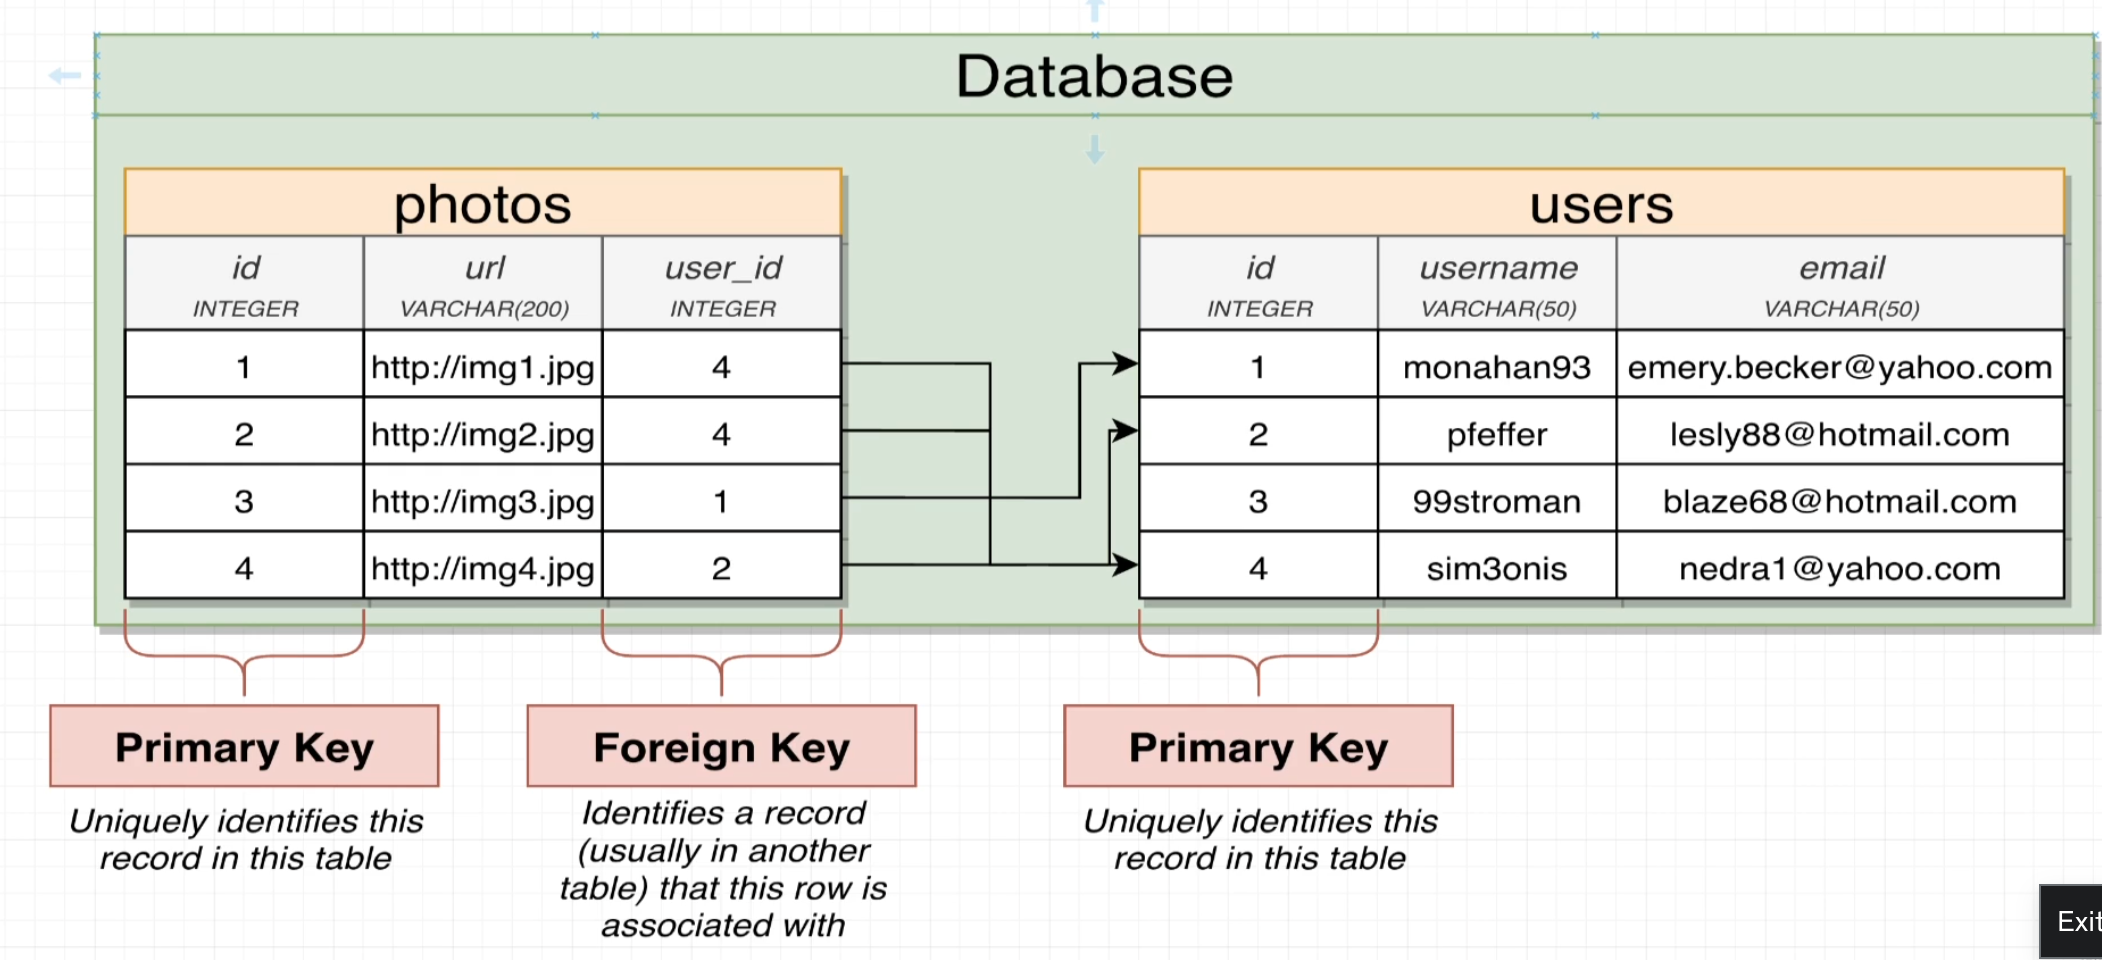 Database
photos
id url user_id
INTEGER VARCHAR(200) INTEGER
1 http://img1.jpg 4
2 http://img2.jpg 4
3 http://img3.jpg 1
4 http://img4.jpg 2
users
id username email
INTEGER VARCHAR(50) VARCHAR(50)
1 monahan93 emery.becker@yahoo.com
2 pfeffer lesly88@hotmail.com
3 99stroman blaze68@hotmail.com
4 sim3onis nedra1@yahoo.com
Primary Key
Uniquely identifies this
record in this table
Foreign Key
Identifies a record
(usually in another
table) that this row is
associated with
Primary Key
Uniquely identifies this
record in this table
Exit